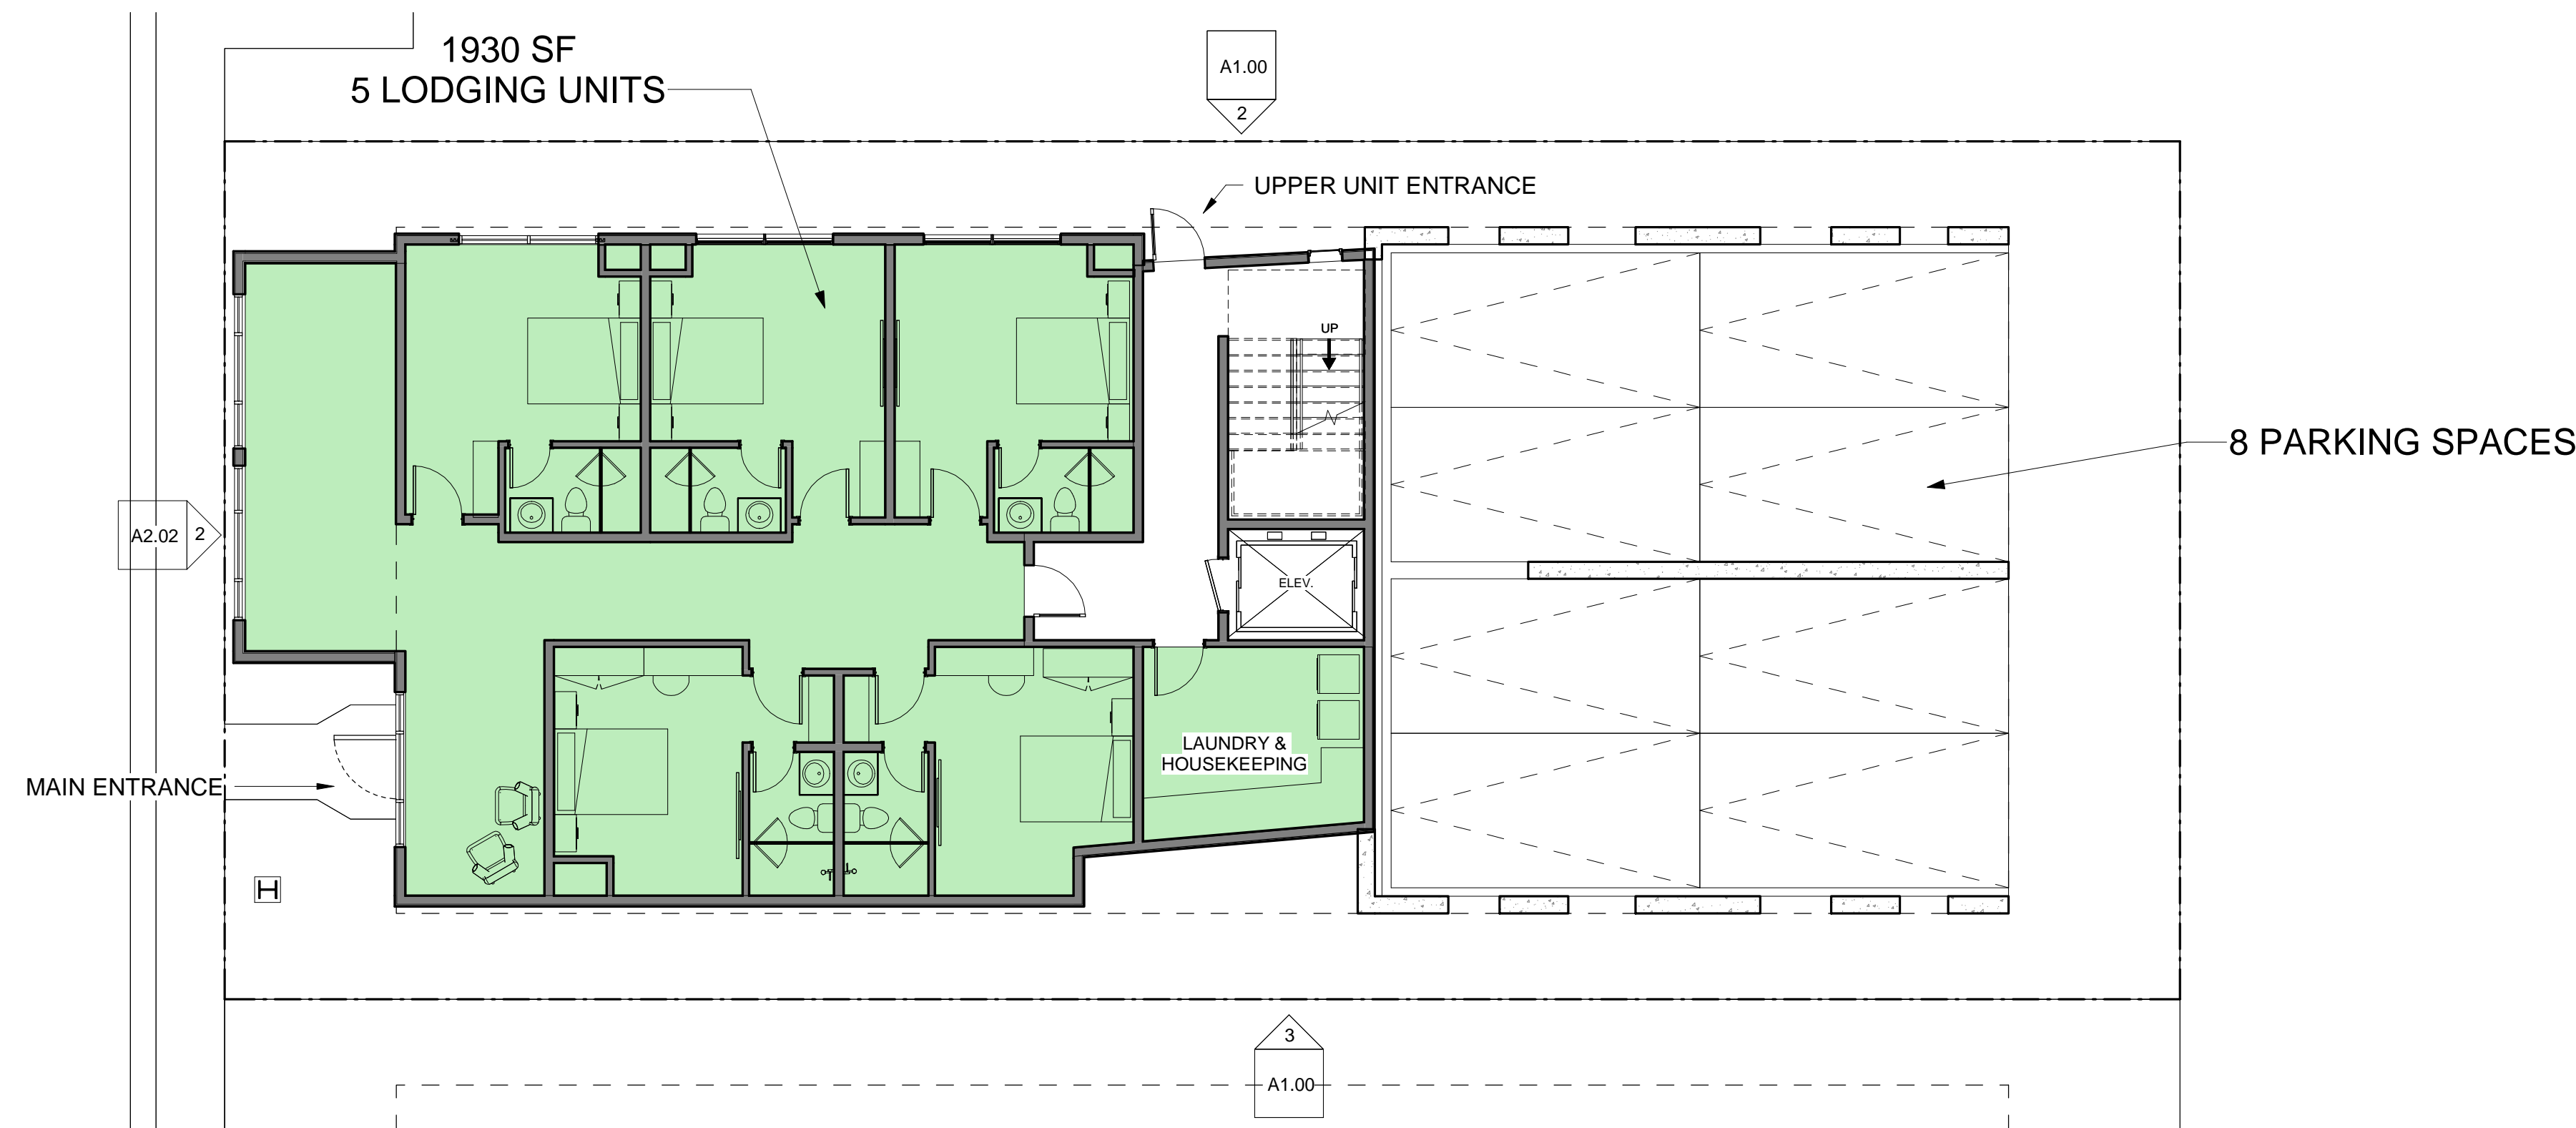 1930 SF
5 LODGING UNITS
A1.00
2
UPPER UNIT ENTRANCE
UP
8 PARKING SPACES
A2.02
2
ELEV.
LAUNDRY &
HOUSEKEEPING
MAIN ENTRANCE
H
3
A1.00